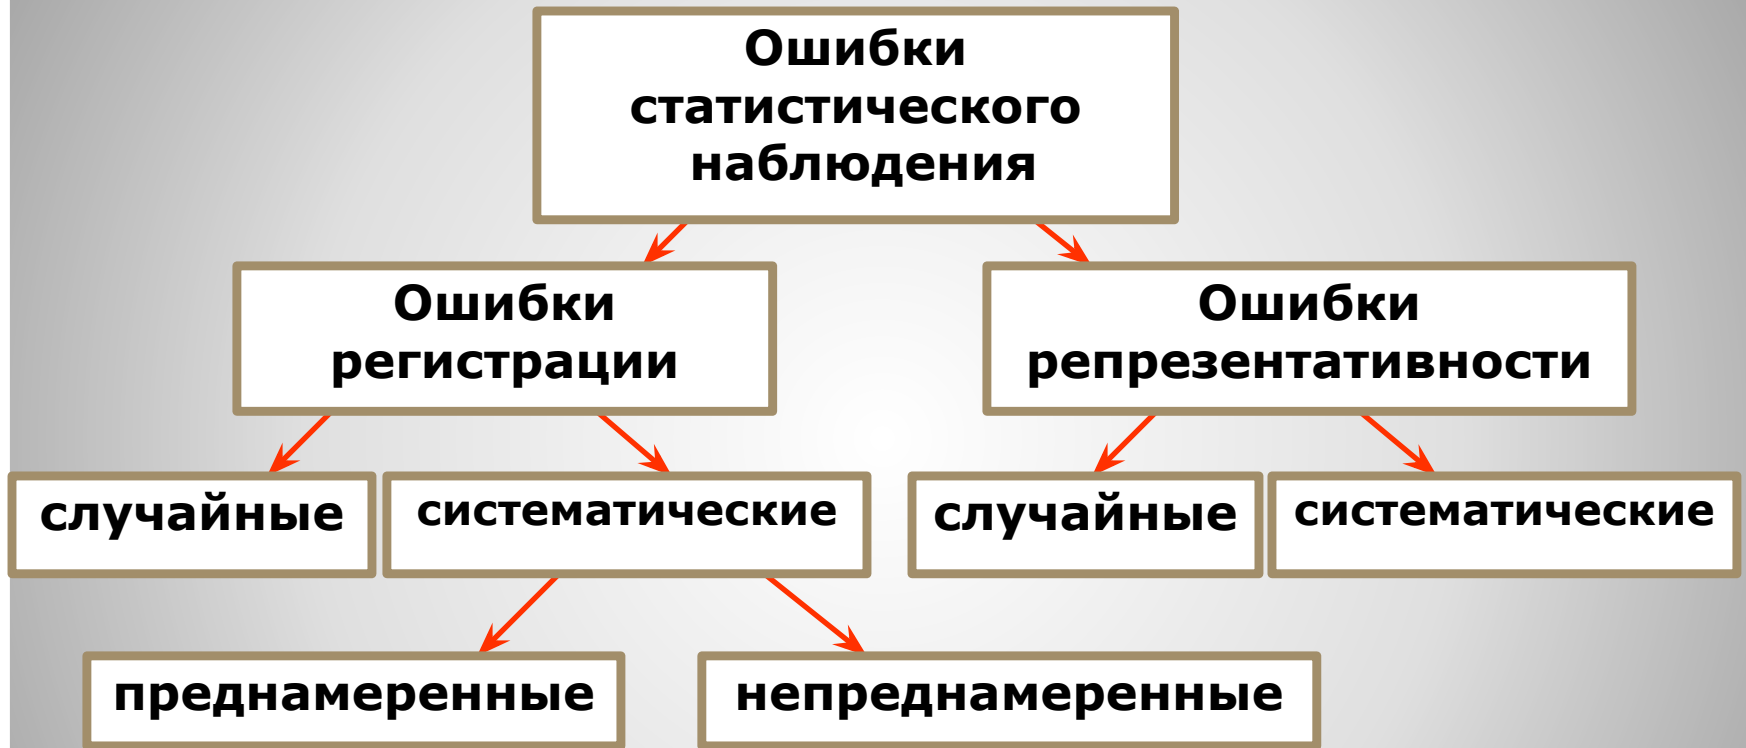 Ошибки
статистического
наблюдения
Ошибки
регистрации
Ошибки
репрезентативности
случайные
систематические
случайные
систематические
преднамеренные
непреднамеренные